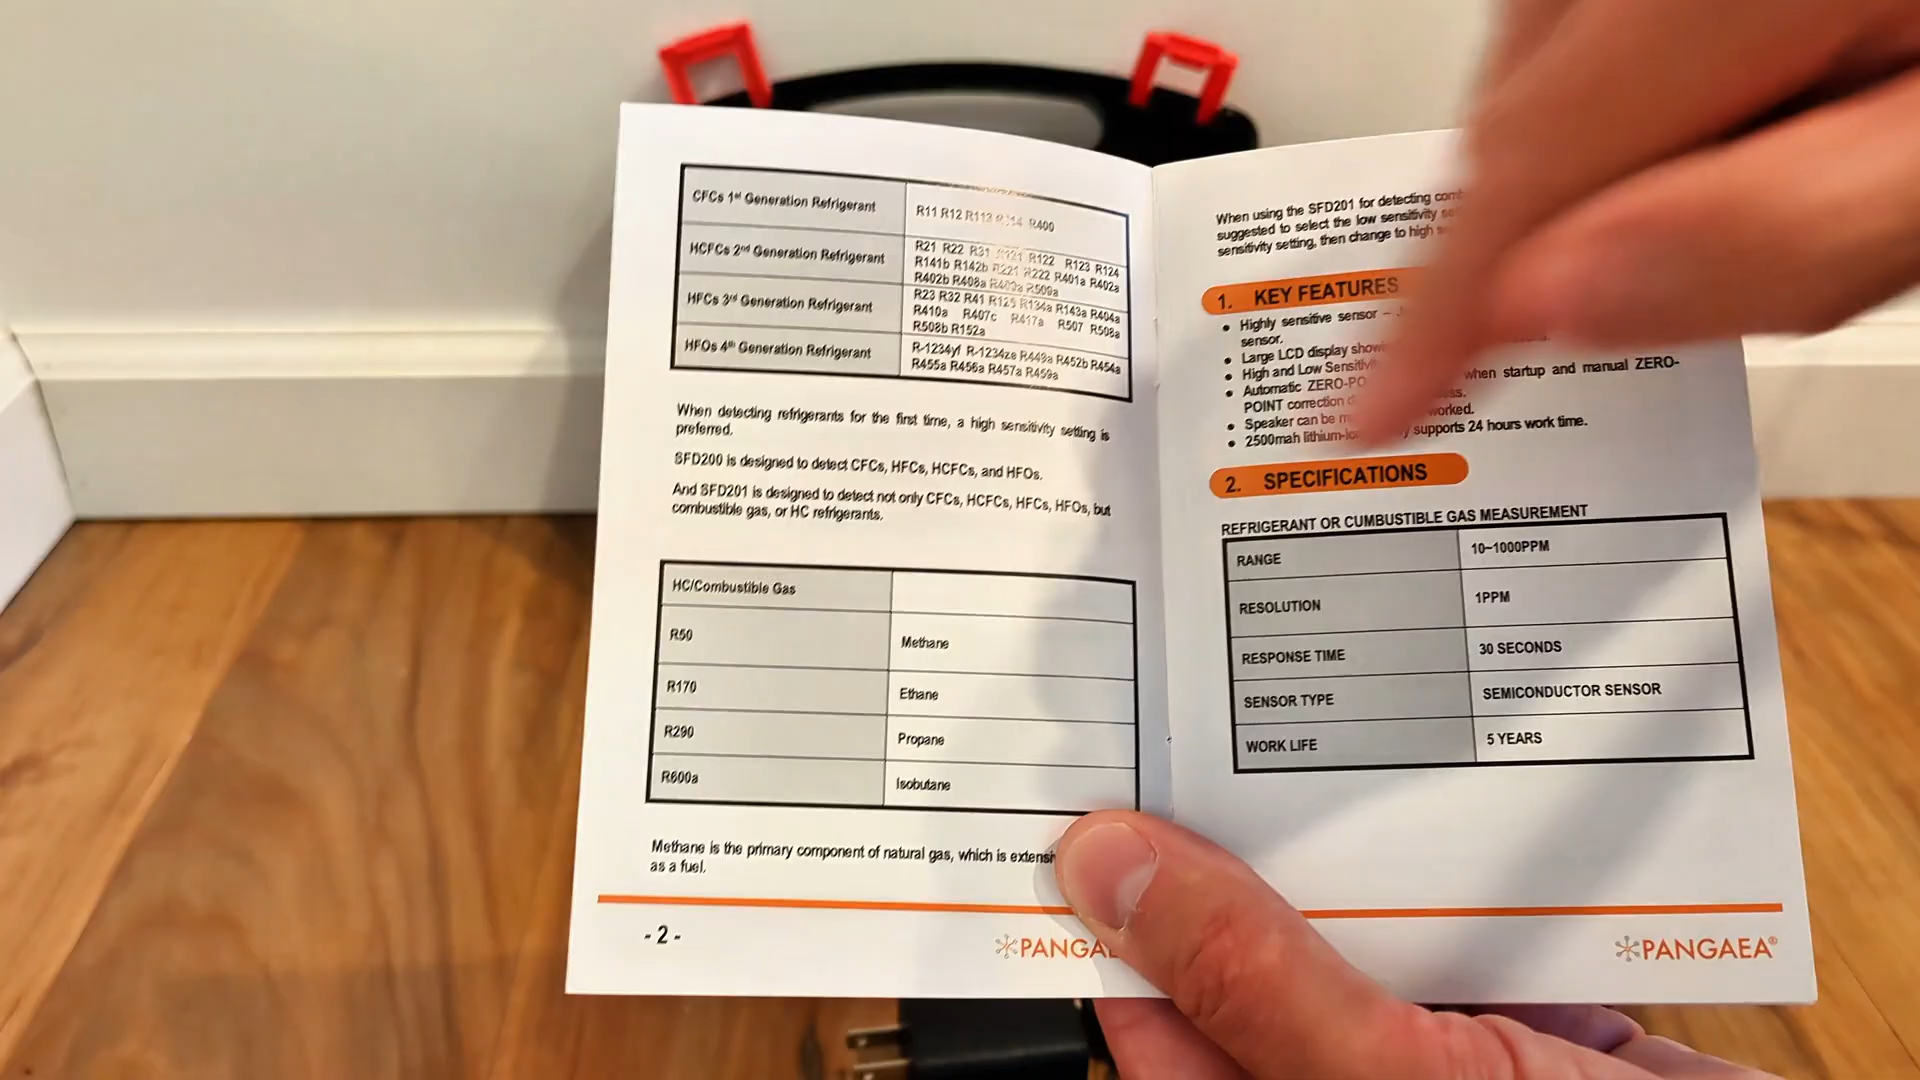 CFCs 1st Generation Refrigerant
R11 R12 R113 R114 R400
HCFCs 2nd Generation Refrigerant
R21 R22 R31 R121 R122 R123 R124
R141b R142b R221 R222 R401a R402a
R402b R408a R409a R509a
HFCs 3rd Generation Refrigerant
R23 R32 R41 R125 R134a R143a R404a
R410a R407c R417a R507 R508a
R508b R152a
HFOs 4th Generation Refrigerant
R-1234yf R-1234ze R449a R452b R454a
R455a R456a R457a R459a
When detecting refrigerants for the first time, a high sensitivity setting is
preferred.
SFD200 is designed to detect CFCs, HFCs, HCFCs, and HFOs.
And SFD201 is designed to detect not only CFCs, HCFCs, HFCs, HFOs, but
combustible gas, or HC refrigerants.
HC/Combustible Gas
R50 Methane
R170 Ethane
R290 Propane
R600a Isobutane
Methane is the primary component of natural gas, which is
as a fuel.
- 2 -
When using the SFD201 for detecting
suggested to select the low sensitivity
sensitivity setting, then change to high
1. KEY FEATURES
Highly sensitive sensor –
sensor.
Large LCD display
High and Low
Automatic when startup and manual ZERO-
POINT correction
Speaker can be worked.
2500mah supports 24 hours work time.
2. SPECIFICATIONS
REFRIGERANT OR CUMBUSTIBLE GAS MEASUREMENT
RANGE 10~1000PPM
RESOLUTION 1PPM
RESPONSE TIME 30 SECONDS
SENSOR TYPE SEMICONDUCTOR SENSOR
WORK LIFE 5 YEARS
PANGAEA®